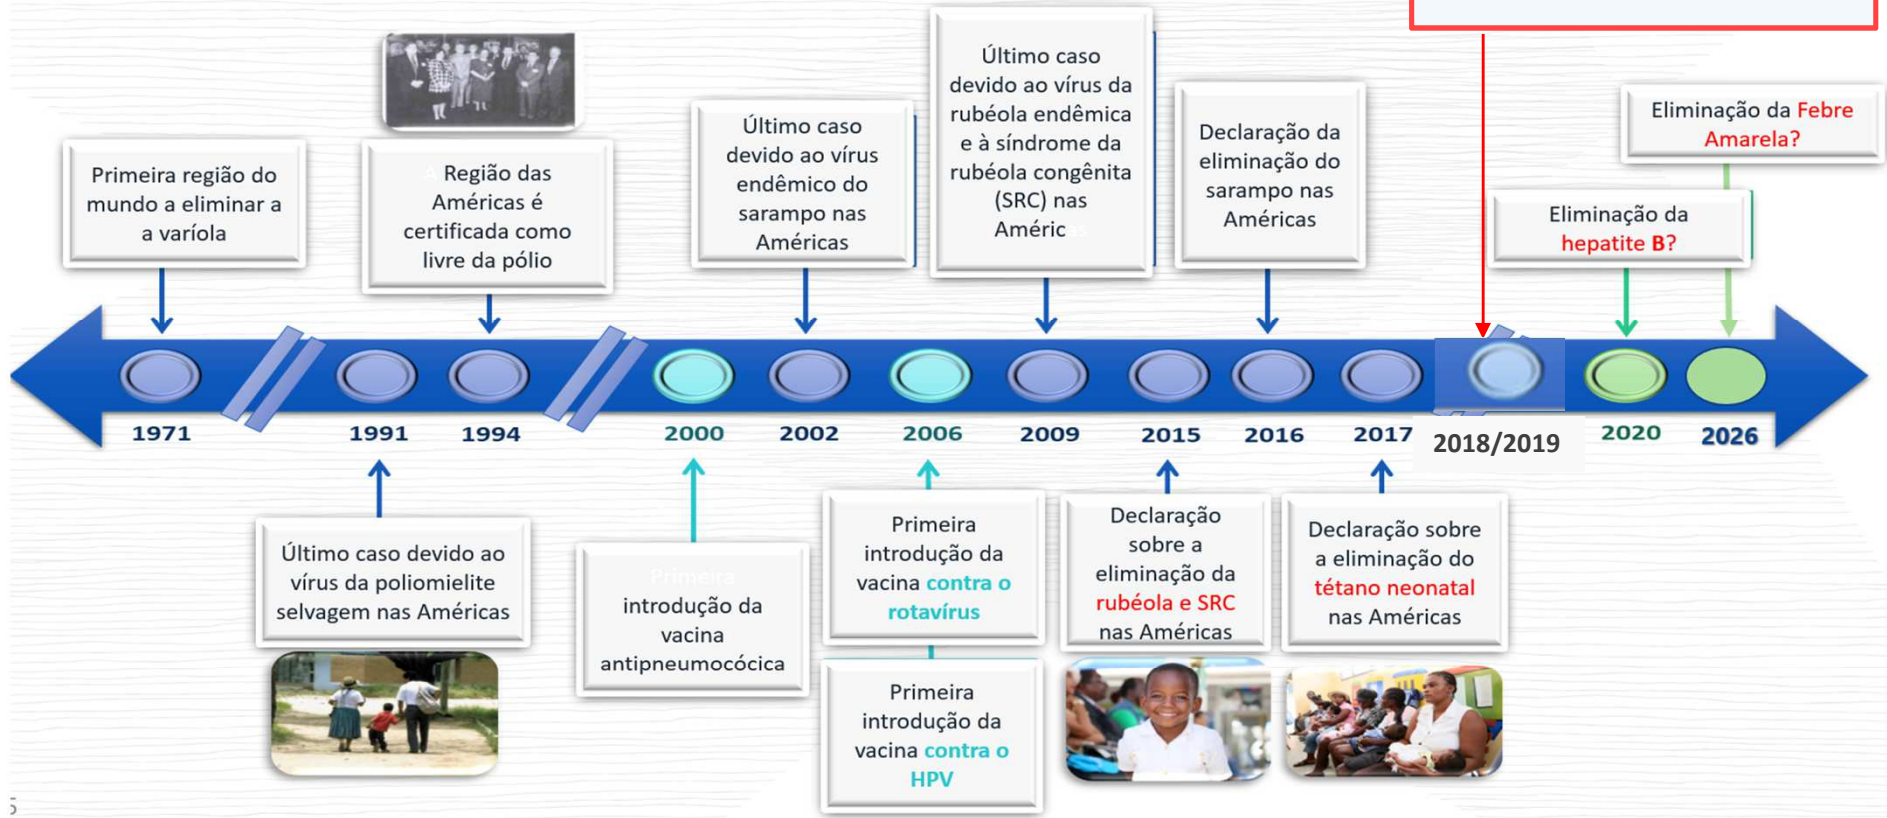 Primeira região do
mundo a eliminar a
a varíola
A Região das
Américas é
certificada como
livre da pólio
Último caso
devido ao vírus
endêmico do
sarampo nas
Américas
Último caso
devido ao vírus da
rubéola endêmica
e à síndrome da
rubéola congênita
(SRC) nas
Américas
Declaração da
eliminação do
sarampo nas
Américas
Eliminação da
hepatite B?
Eliminação da Febre
Amarela?
1971
1991
1994
2000
2002
2006
2009
2015
2016
2017
2018/2019
2020
2026
Último caso devido ao
vírus da poliomielite
selvagem nas Américas
Primeira
introdução da
vacina
antipneumocócica
Primeira
introdução da
vacina contra o
rotavírus
Primeira
introdução da
vacina contra o
HPV
Declaração
sobre a
eliminação da
rubéola e SRC
nas Américas
Declaração sobre
a eliminação do
tétano neonatal
nas Américas